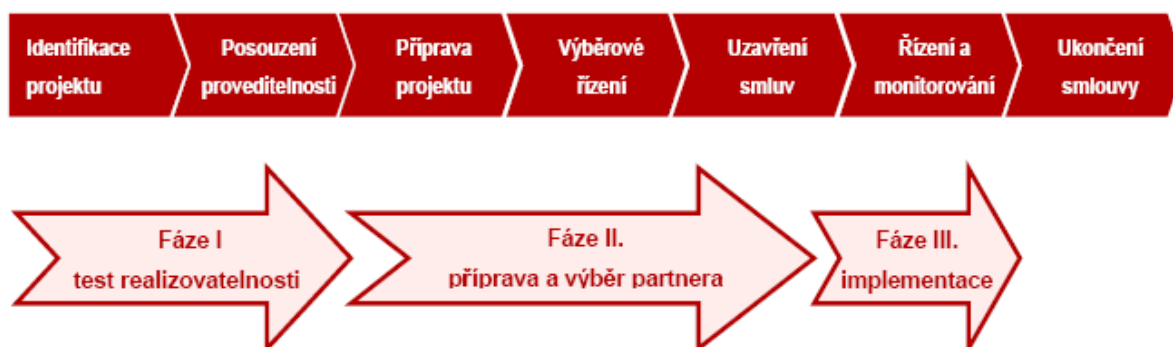 Identifikace
projektu
Posouzení
proveditelnosti
Příprava
projektu
Výběrové
řízení
Uzavření
smluv
Řízení a
monitorování
Ukončení
smlouvy
Fáze I
test realizovatelnosti
Fáze II.
příprava a výběr partnera
Fáze III.
implementace